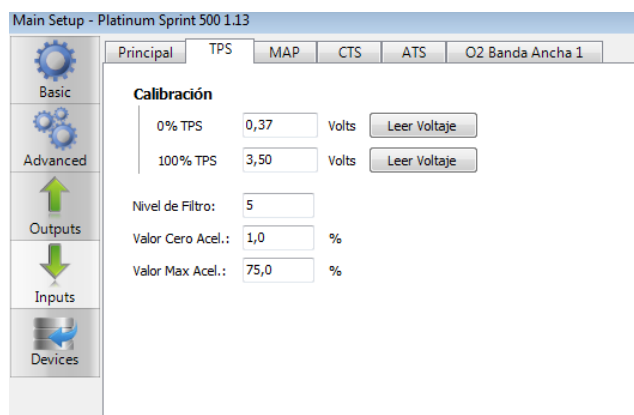 Main Setup - Platinum Sprint 500 1.13
Principal TPS MAP CTS ATS O2 Banda Ancha 1
Basic
Advanced
Outputs
Inputs
Devices
Calibración
0% TPS 0,37 Volts Leer Voltaje
100% TPS 3,50 Volts Leer Voltaje
Nivel de Filtro: 5
Valor Cero Acel.: 1,0 %
Valor Max Acel.: 75,0 %